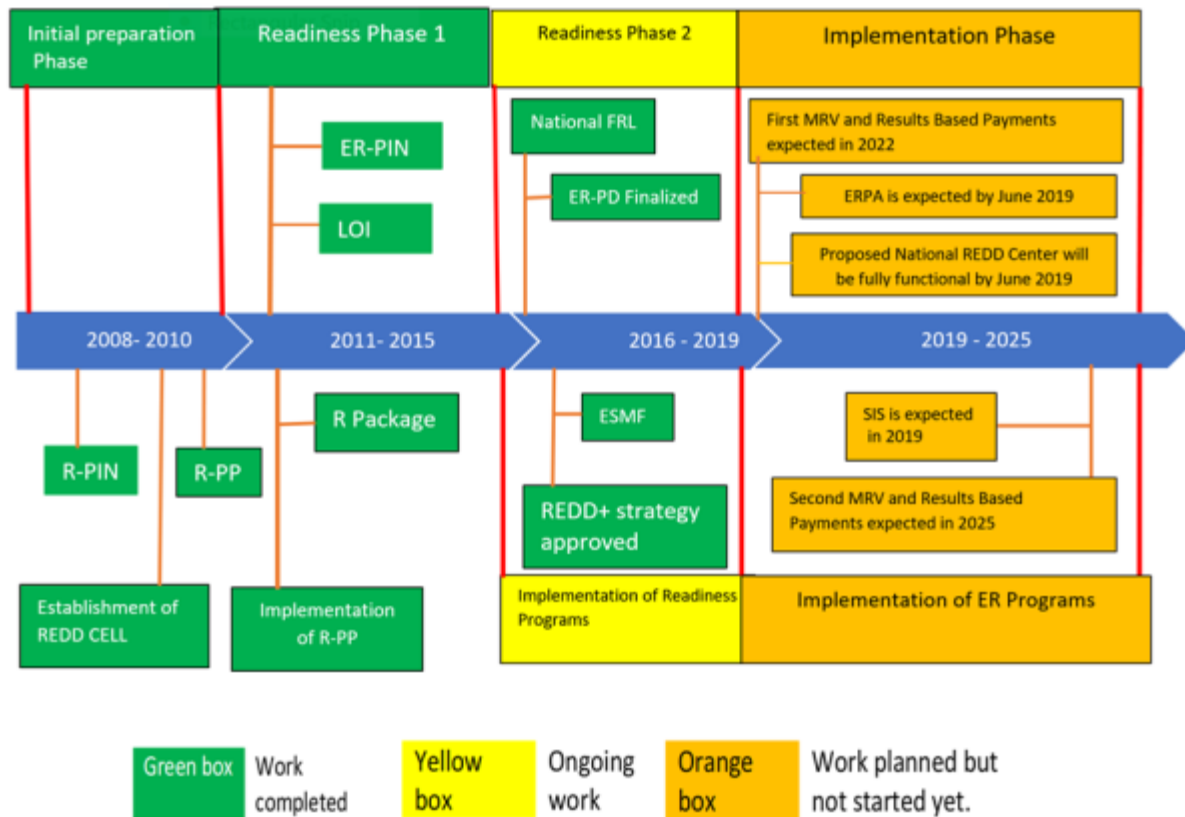 Initial preparation
Phase
Readiness Phase 1
Readiness Phase 2
Implementation Phase
ER-PIN
LOI
National FRL
ER-PD Finalized
First MRV and Results Based Payments
expected in 2022
ERPA is expected by June 2019
Proposed National REDD Center will
be fully functional by June 2019
2008- 2010
2011- 2015
2016 - 2019
2019 - 2025
R-PIN
R-PP
R Package
ESMF
SIS is expected
in 2019
REDD+ strategy
approved
Second MRV and Results Based
Payments expected in 2025
Establishment of
REDD CELL
Implementation
of R-PP
Implementation of Readiness
Programs
Implementation of ER Programs
Green box
Work
completed
Yellow
box
Ongoing
work
Orange
box
Work planned but
not started yet.